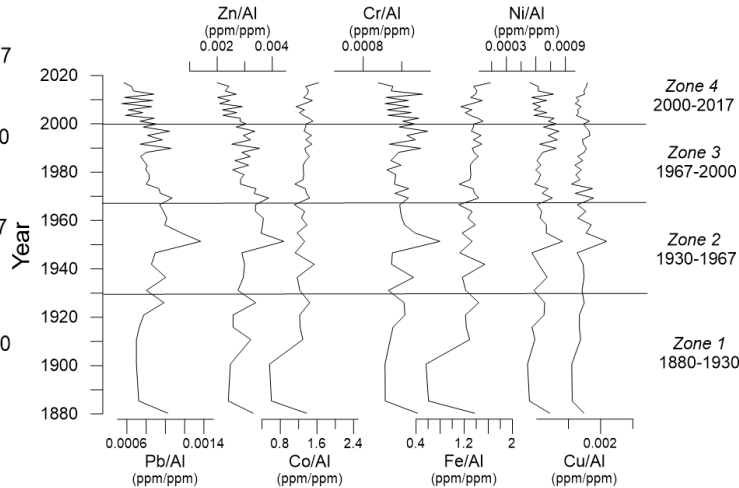 Zn/Al
(ppm/ppm)
0.002 0.004
Cr/Al
(ppm/ppm)
0.0008
Ni/Al
(ppm/ppm)
0.0003 0.0009
7
0
7
0
Year
2020
2000
1980
1960
1940
1920
1900
1880
Zone 4
2000-2017
Zone 3
1967-2000
Zone 2
1930-1967
Zone 1
1880-1930
0.0006 0.0014
Pb/Al
(ppm/ppm)
0.8 1.6 2.4
Co/Al
(ppm/ppm)
0.4 1.2 2
Fe/Al
(ppm/ppm)
0.002
Cu/Al
(ppm/ppm)